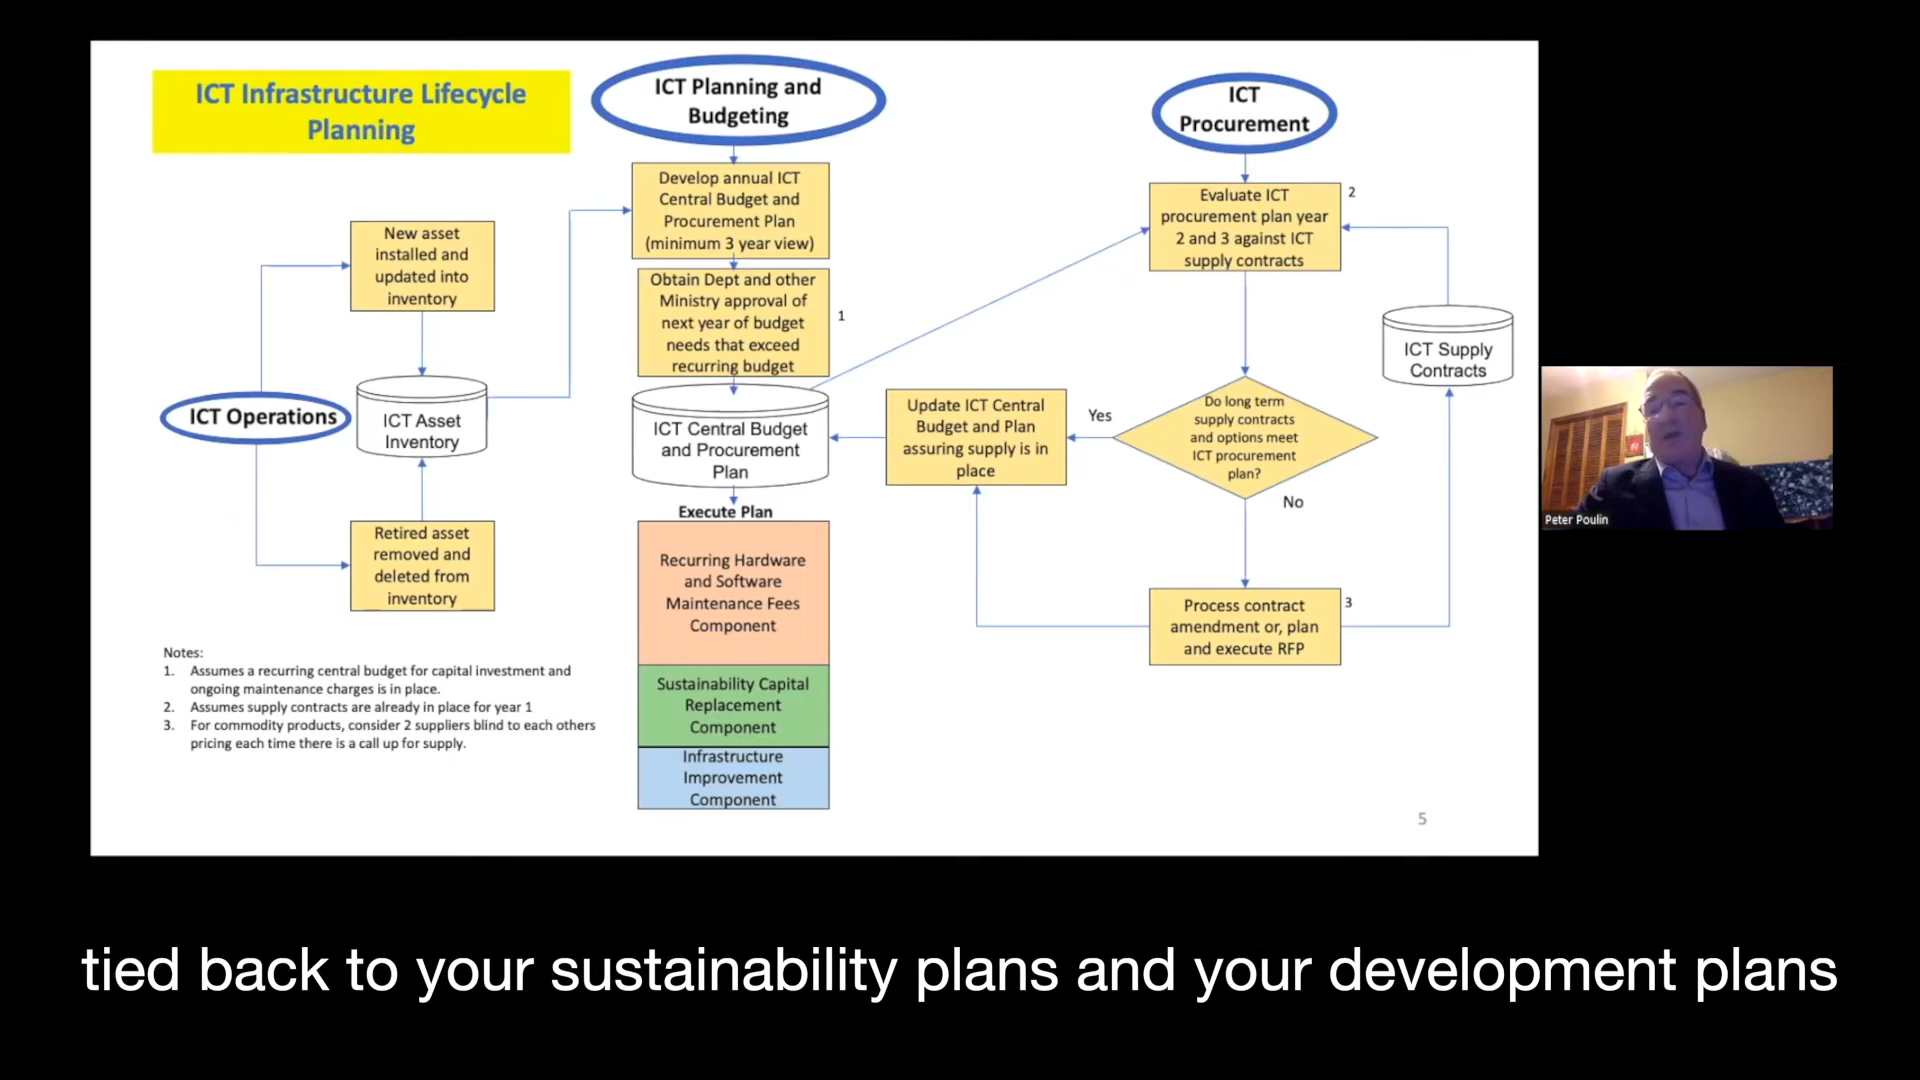 ICT Infrastructure Lifecycle
Planning
ICT Planning and
Budgeting
ICT
Procurement
Develop annual ICT
Central Budget and
Procurement Plan
(minimum 3 year view)
Evaluate ICT
procurement plan year
2 and 3 against ICT
supply contracts
2
New asset
installed and
updated into
inventory
Obtain Dept and other
Ministry approval of
next year of budget
needs that exceed
recurring budget
1
ICT Supply
Contracts
ICT Operations
ICT Asset
Inventory
ICT Central Budget
and Procurement
Plan
Update ICT Central
Budget and Plan
assuring supply is in
place
Yes
Do long term
supply contracts
and options meet
ICT procurement
plan?
No
Execute Plan
Retired asset
removed and
deleted from
inventory
Recurring Hardware
and Software
Maintenance Fees
Component
Process contract
amendment or, plan
and execute RFP
3
Sustainability Capital
Replacement
Component
Infrastructure
Improvement
Component
Notes:
1. Assumes a recurring central budget for capital investment and
ongoing maintenance charges is in place.
2. Assumes supply contracts are already in place for year 1
3. For commodity products, consider 2 suppliers blind to each others
pricing each time there is a call up for supply.
5
Peter Poulin
tied back to your sustainability plans and your development plans